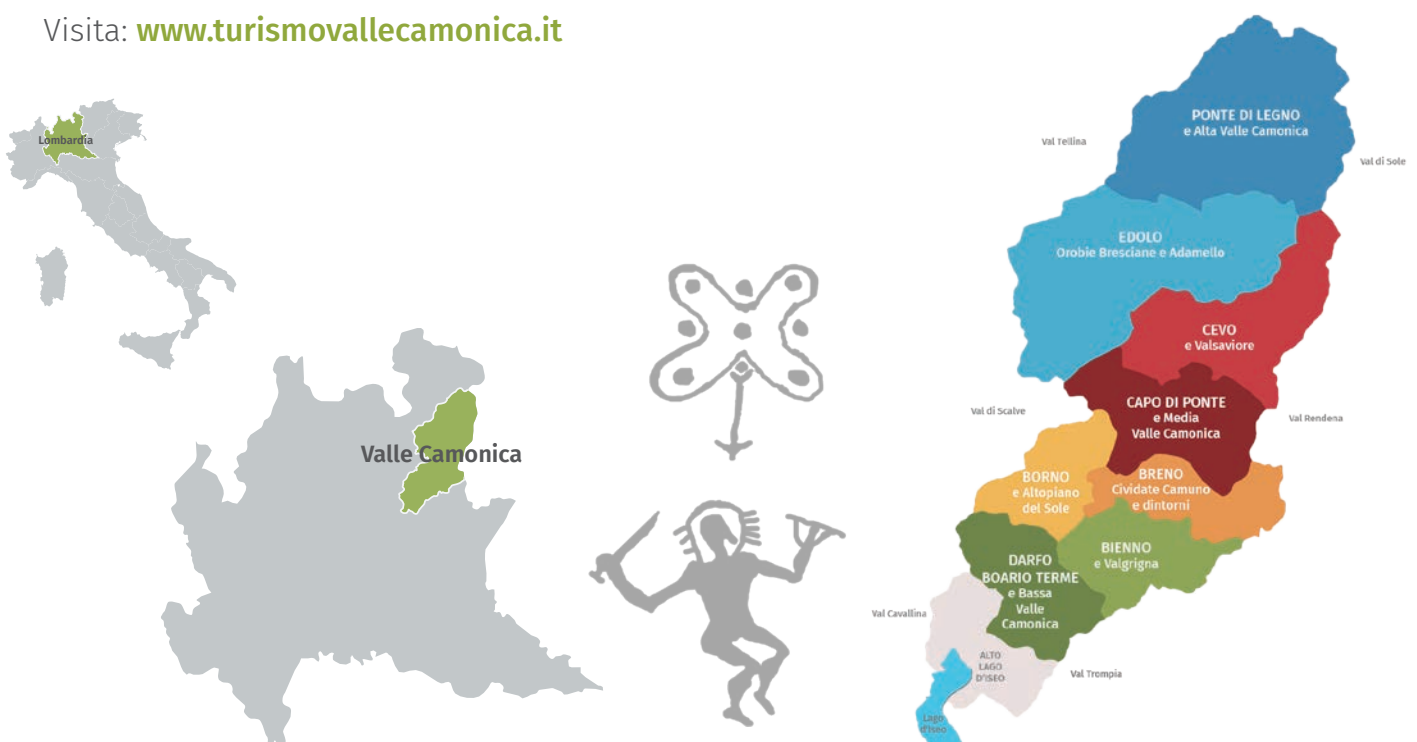 Visita: www.turismovallecamonica.it
Lombardia
Valle Camonica
PONTE DI LEGNO
e Alta Valle Camonica
Val Tellina
Val di Sole
EDOLO
Orobie Bresciane e Adamello
CEVO
e Valsaviore
CAPO DI PONTE
e Media
Valle Camonica
Val di Scalve
Val Rendena
BORNO
e Altopiano
del Sole
BRENO
Cividate Camuno
e dintorni
BIENNO
e Valgrigna
DARFO
BOARIO TERME
e Bassa
Valle
Camonica
Val Cavallina
ALTO
LAGO
D'ISEO
Val Trompia
Lago
d'Iseo